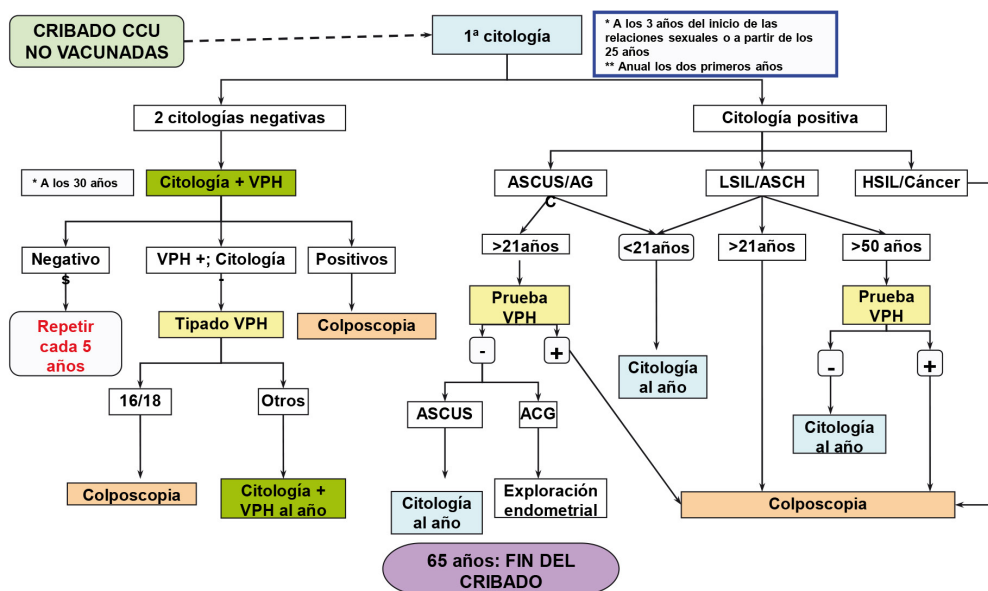 CRIBADO CCU
NO VACUNADAS
1ª citología
* A los 3 años del inicio de las
relaciones sexuales o a partir de los
25 años
** Anual los dos primeros años
2 citologías negativas
Citología positiva
* A los 30 años
Citología + VPH
ASCUS/AG
C
LSIL/ASCH
HSIL/Cáncer
Negativo
s
VPH +; Citología
-
Positivos
>21años
<21años
>21años
>50 años
Repetir
cada 5
años
Tipado VPH
Colposcopia
Prueba
VPH
Prueba
VPH
-
+
Citología
al año
-
+
16/18
Otros
ASCUS
ACG
Citología
al año
Colposcopia
Citología +
VPH al año
Citología
al año
Exploración
endometrial
Colposcopia
65 años: FIN DEL
CRIBADO